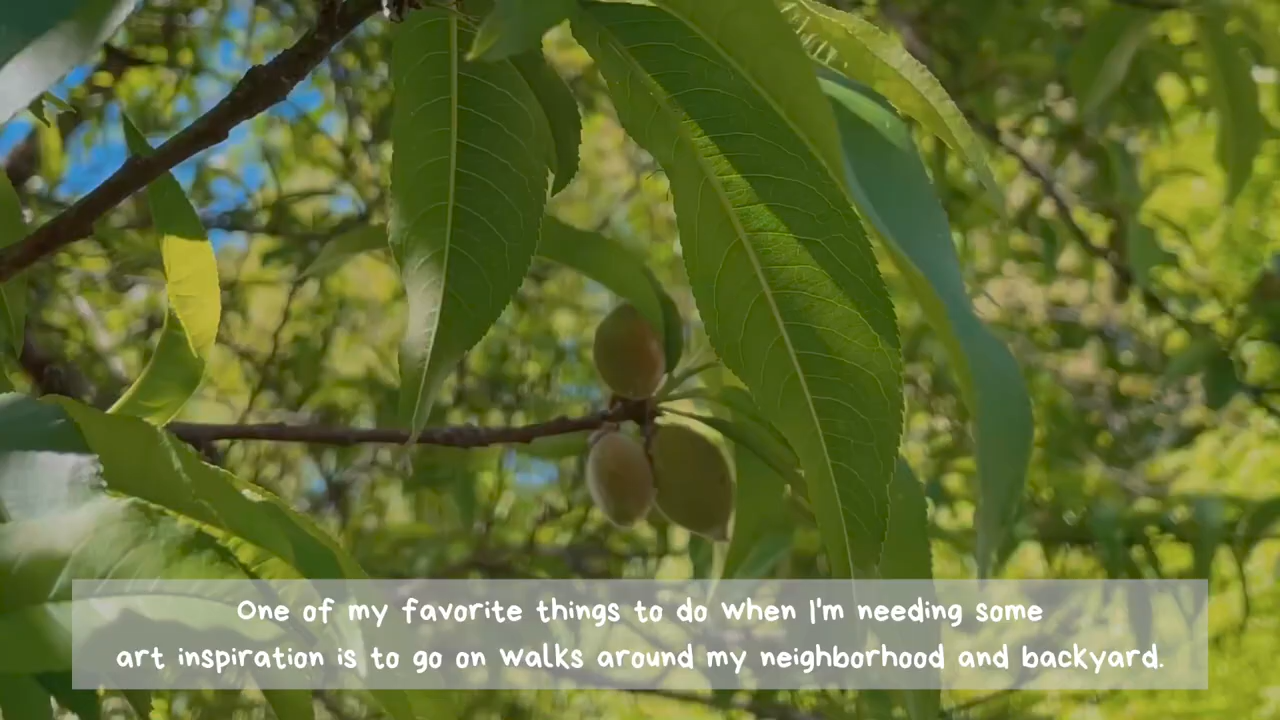 One of my favorite things to do when I'm needing some
art inspiration is to go on walks around my neighborhood and backyard.